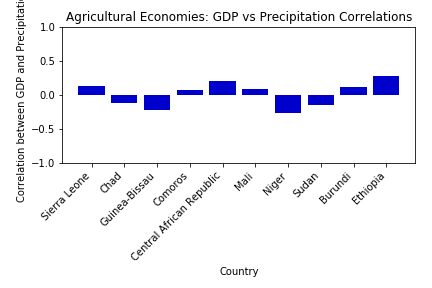 Agricultural Economies: GDP vs Precipitation Correlations
Correlation between GDP and
1.0
0.5
0.0
−0.5
−1.0
Sierra Leone
Chad
Guinea-Bissau
Comoros
Central African Republic
Mali
Niger
Sudan
Burundi
Ethiopia
Country